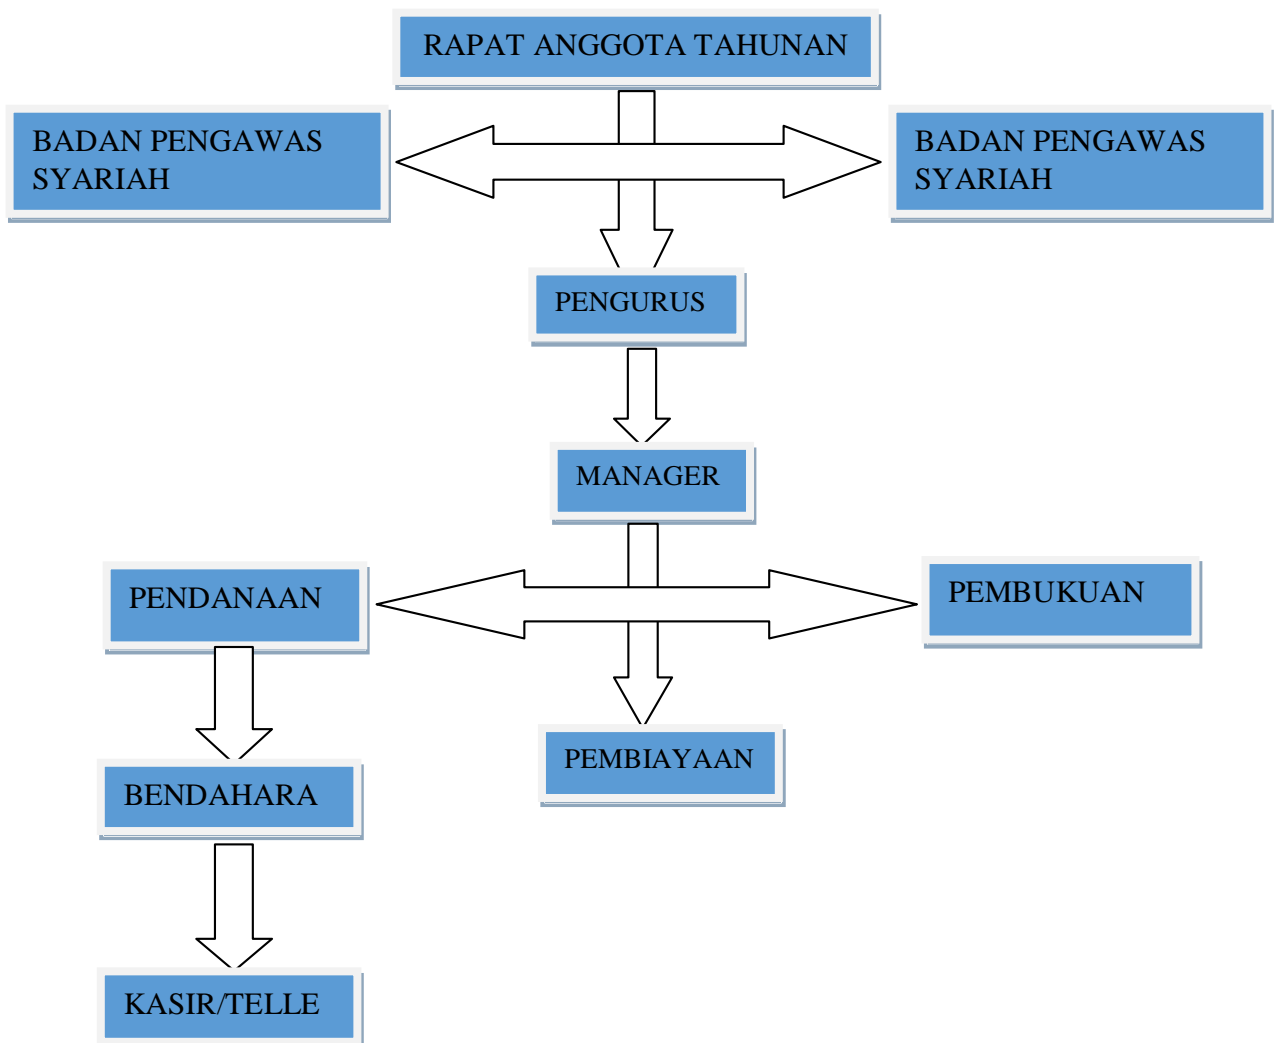 RAPAT ANGGOTA TAHUNAN
BADAN PENGAWAS
SYARIAH
BADAN PENGAWAS
SYARIAH
PENGURUS
MANAGER
PENDANAAN
PEMBUKUAN
PEMBIAYAAN
BENDAHARA
KASIR/TELLE